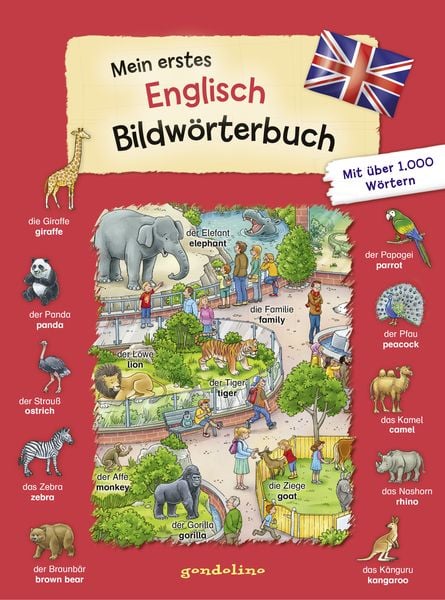 Mein erstes
Englisch
Bildwörterbuch
Mit über 1.000
Wörtern
die Giraffe
giraffe
der Panda
panda
der Strauß
ostrich
das Zebra
zebra
der Braunbär
brown bear
der Elefant
elephant
die Familie
family
der Löwe
lion
der Tiger
tiger
der Affe
monkey
die Ziege
goat
der Gorilla
gorilla
der Papagei
parrot
der Pfau
peacock
das Kamel
camel
das Nashorn
rhino
das Känguru
kangaroo
gondolino